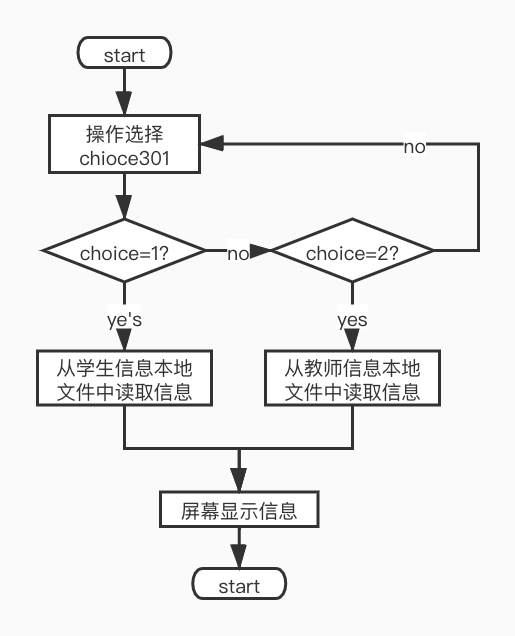 start
操作选择
chioce301
no
choice=1?
no
choice=2?
ye's
yes
从学生信息本地
文件中读取信息
从教师信息本地
文件中读取信息
屏幕显示信息
start